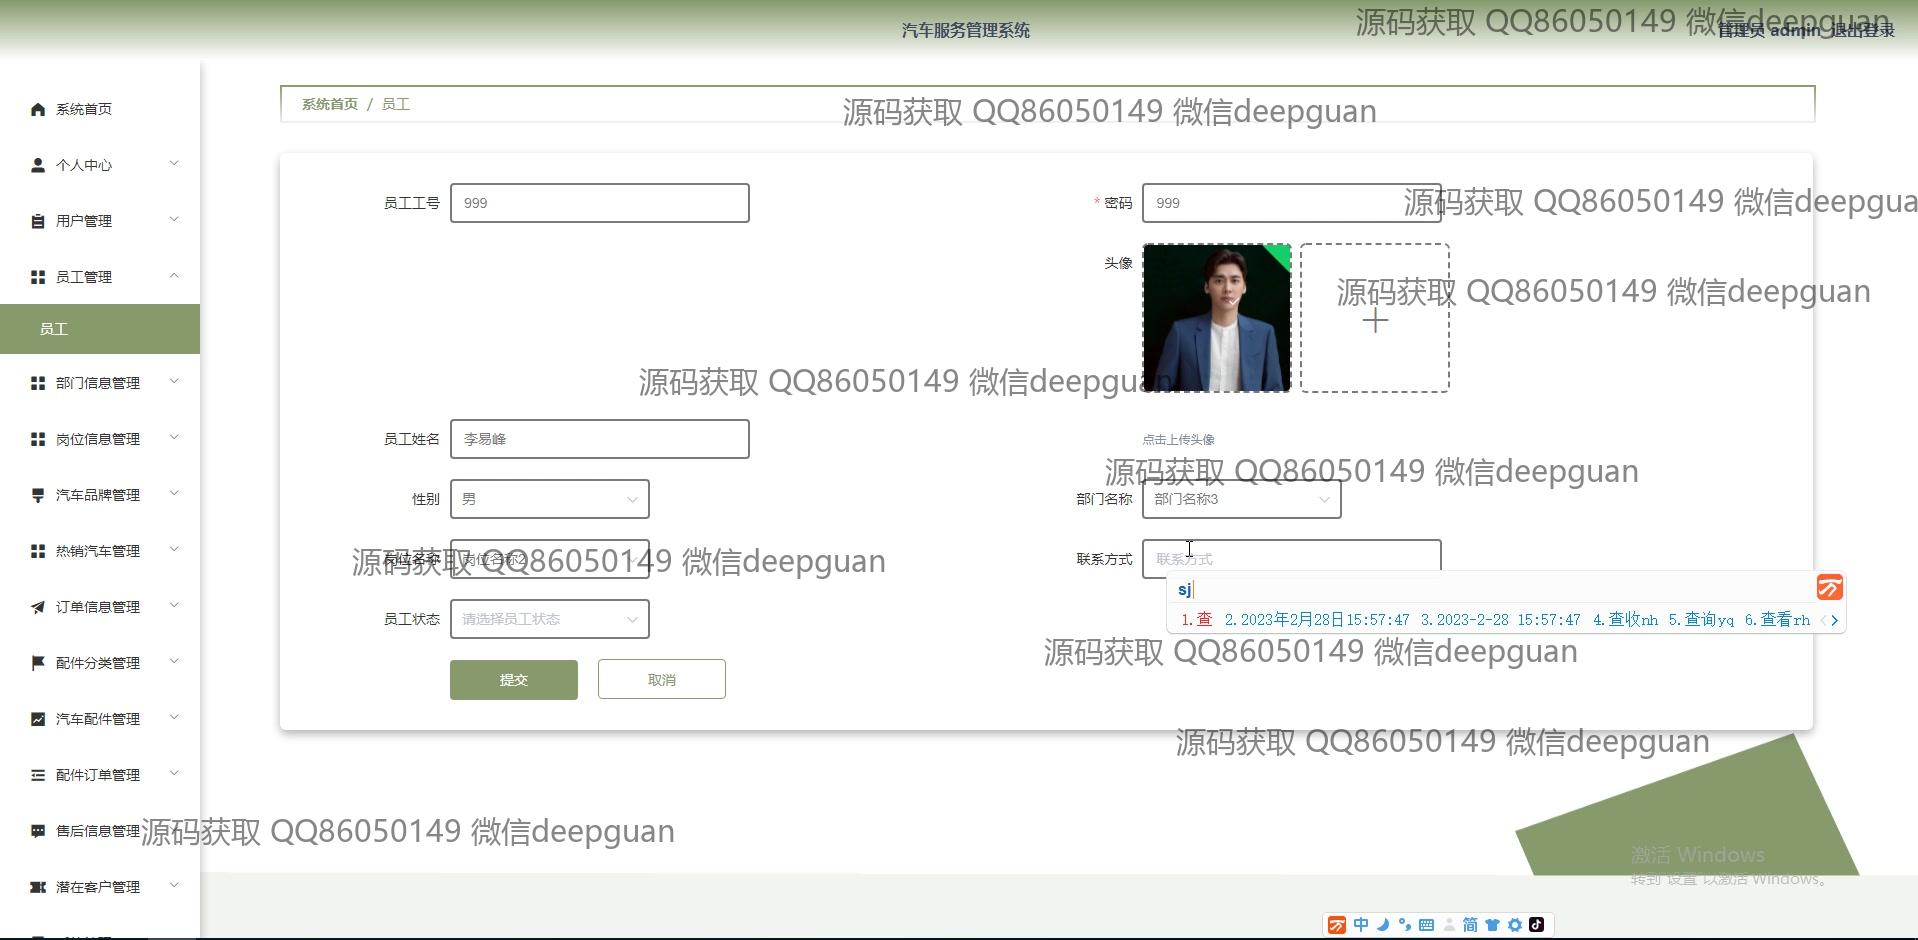 汽车服务管理系统
管理员 admin 退出登录
源码获取 QQ86050149 微信deepguan
系统首页 / 员工
源码获取 QQ86050149 微信deepguan
系统首页
个人中心
用户管理
员工管理
员工
部门信息管理
岗位信息管理
汽车品牌管理
热销汽车管理
订单信息管理
配件分类管理
汽车配件管理
配件订单管理
售后信息管理
潜在客户管理
员工工号 999
* 密码 999
源码获取 QQ86050149 微信deepgua
头像
源码获取 QQ86050149 微信deepguan
源码获取 QQ86050149 微信deepguan
员工姓名 李易峰
点击上传头像
源码获取 QQ86050149 微信deepguan
性别 男
部门名称 部门名称3
岗位名称 岗位名称2
源码获取 QQ86050149 微信deepguan
联系方式 联系方式
sj
1.查 2.2023年2月28日15:57:47 3.2023-2-28 15:57:47 4.查收nh 5.查询yq 6.查看rh
员工状态 请选择员工状态
源码获取 QQ86050149 微信deepguan
提交 取消
源码获取 QQ86050149 微信deepguan
源码获取 QQ86050149 微信deepguan
激活 Windows
转到"设置"以激活 Windows。
中 简